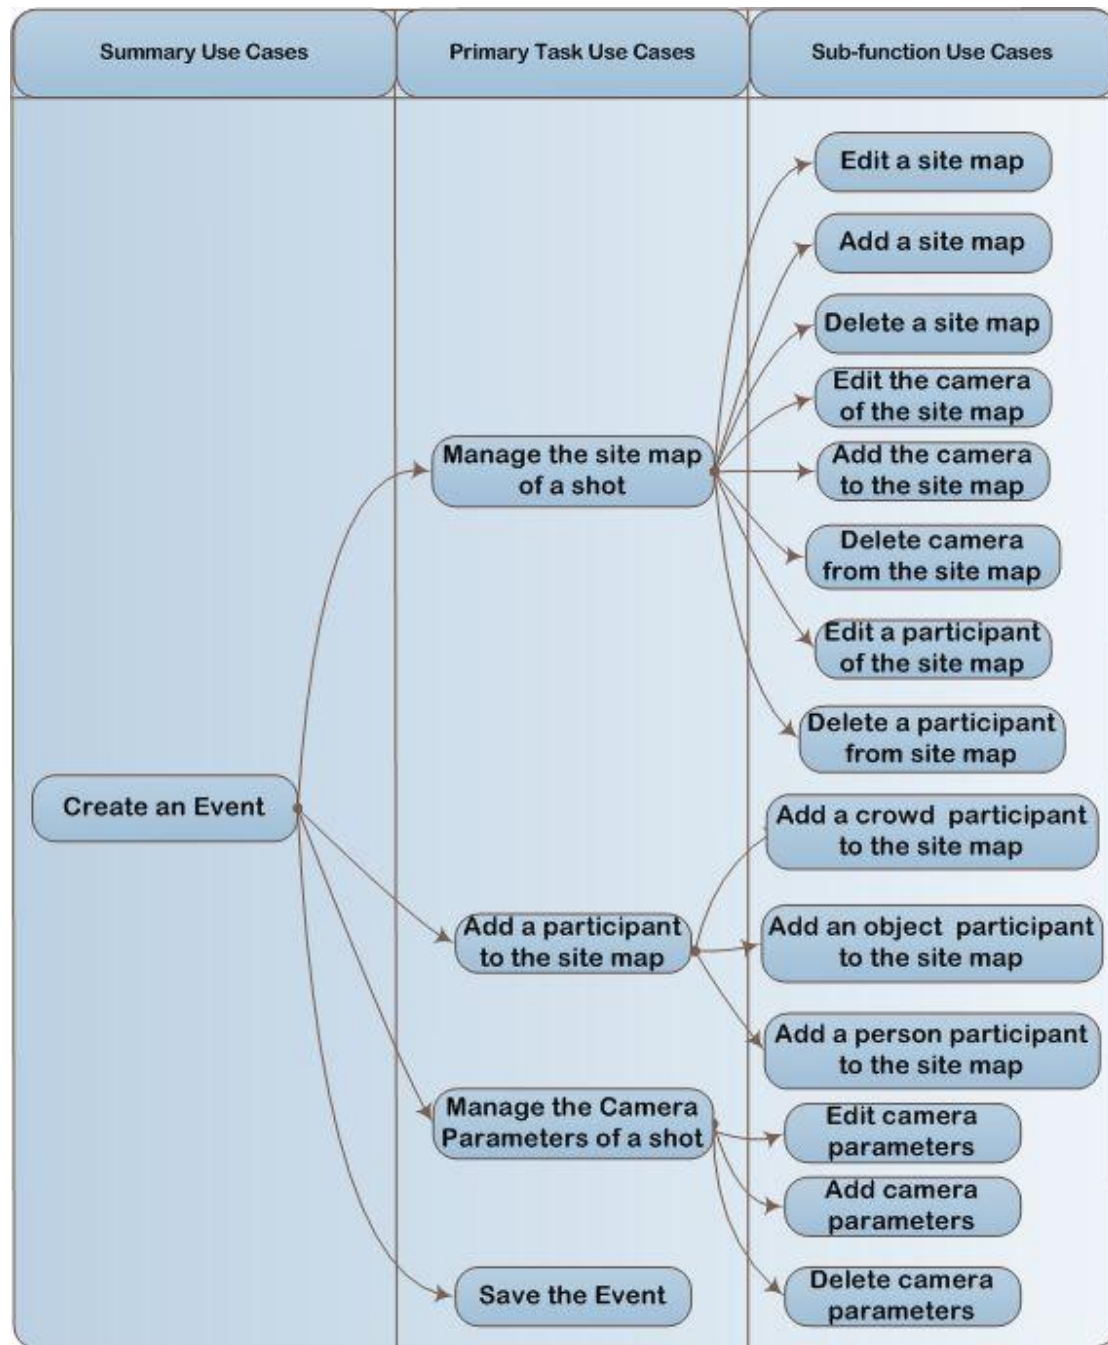 Summary Use Cases
Primary Task Use Cases
Sub-function Use Cases
Edit a site map
Add a site map
Delete a site map
Edit the camera
of the site map
Manage the site map
of a shot
Add the camera
to the site map
Delete camera
from the site map
Edit a participant
of the site map
Delete a participant
from site map
Create an Event
Add a crowd participant
to the site map
Add a participant
to the site map
Add an object participant
to the site map
Add a person participant
to the site map
Manage the Camera
Parameters of a shot
Edit camera
parameters
Add camera
parameters
Save the Event
Delete camera
parameters